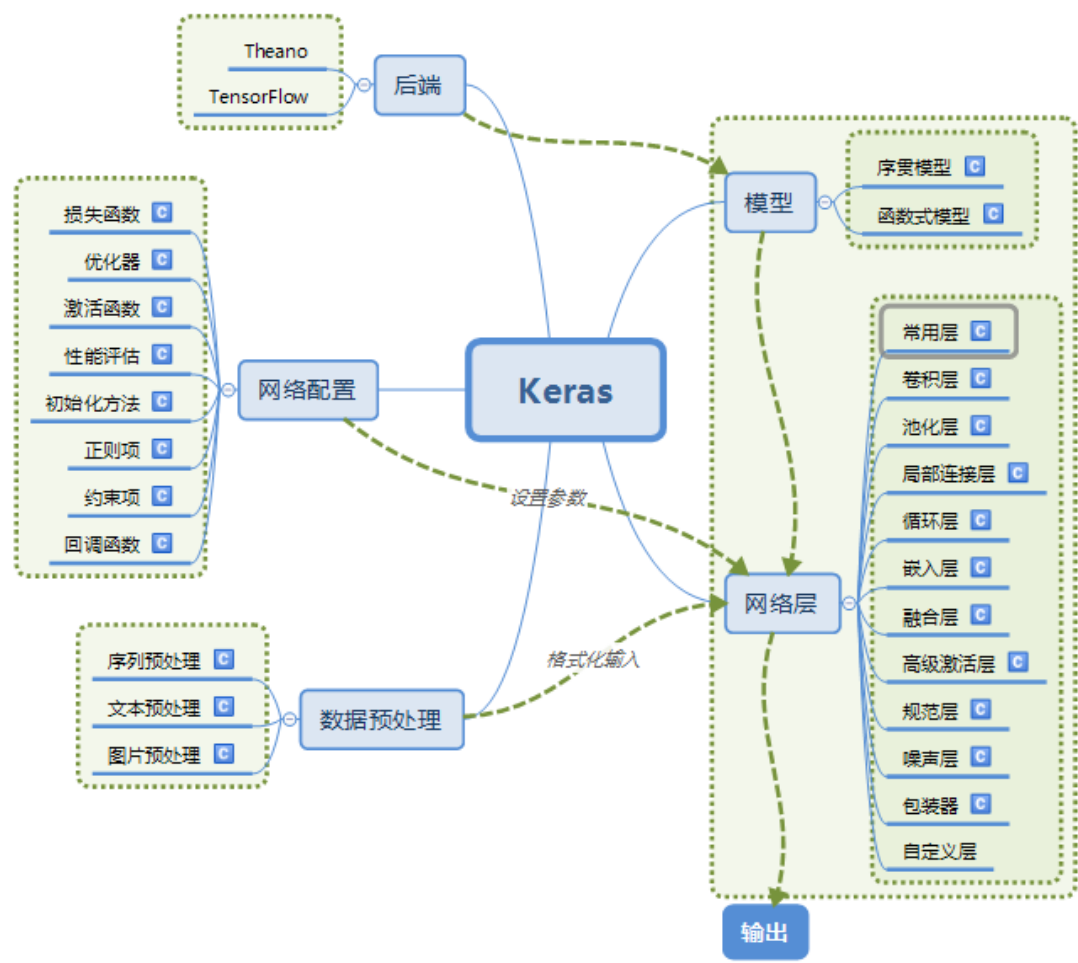 Theano
TensorFlow
后端
损失函数 C
优化器 C
激活函数 C
性能评估 C
初始化方法 C
正则项 C
约束项 C
回调函数 C
网络配置
序列预处理 C
文本预处理 C
图片预处理 C
数据预处理
Keras
设置参数
格式化输入
模型
序贯模型 C
函数式模型 C
网络层
常用层 C
卷积层 C
池化层 C
局部连接层 C
循环层 C
嵌入层 C
融合层 C
高级激活层 C
规范层 C
噪声层 C
包装器 C
自定义层
输出